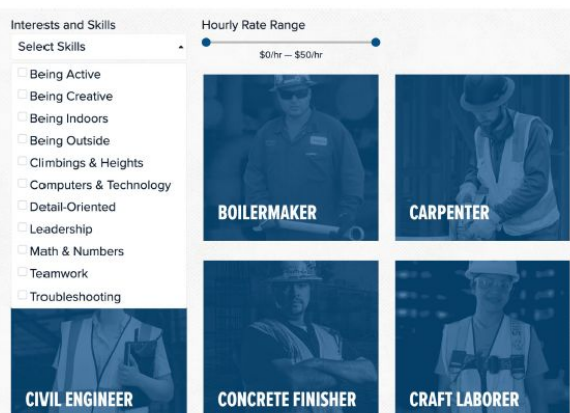 Interests and Skills
Select Skills
Being Active
Being Creative
Being Indoors
Being Outside
Climbings & Heights
Computers & Technology
Detail-Oriented
Leadership
Math & Numbers
Teamwork
Troubleshooting
Hourly Rate Range
$0/hr — $50/hr
BOILERMAKER
CARPENTER
CIVIL ENGINEER
CONCRETE FINISHER
CRAFT LABORER